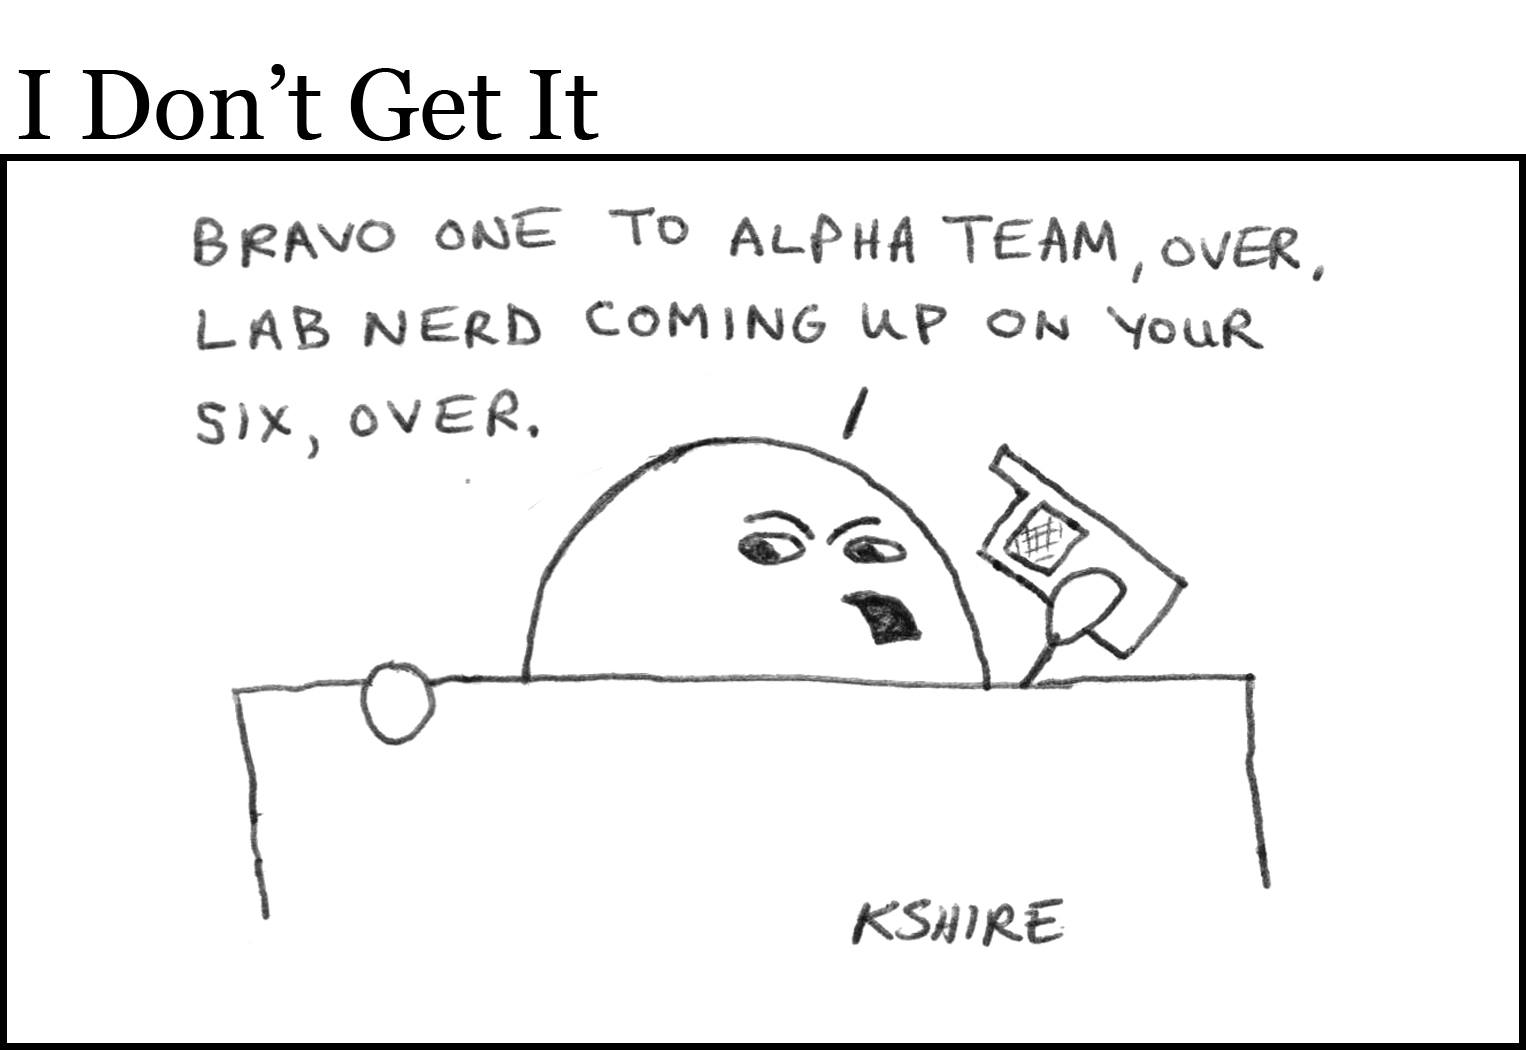 I Don’t Get It
BRAVO ONE TO ALPHA TEAM, OVER.
LAB NERD COMING UP ON YOUR
SIX, OVER.
KSHIRE